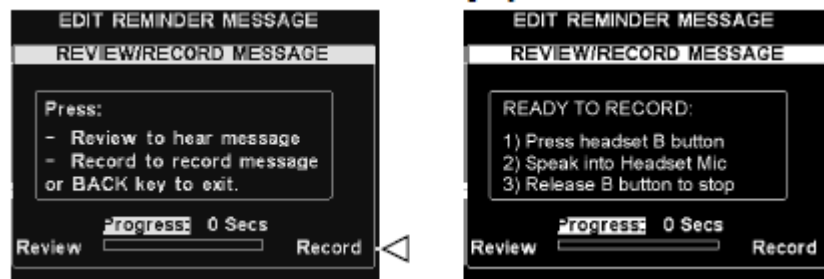 EDIT REMINDER MESSAGE
REVIEW/RECORD MESSAGE
Press:
- Review to hear message
- Record to record message
or BACK key to exit.
Progress: 0 Secs
Review
Record
EDIT REMINDER MESSAGE
REVIEW/RECORD MESSAGE
READY TO RECORD:
1) Press headset B button
2) Speak into Headset Mic
3) Release B button to stop
Progress: 0 Secs
Review
Record